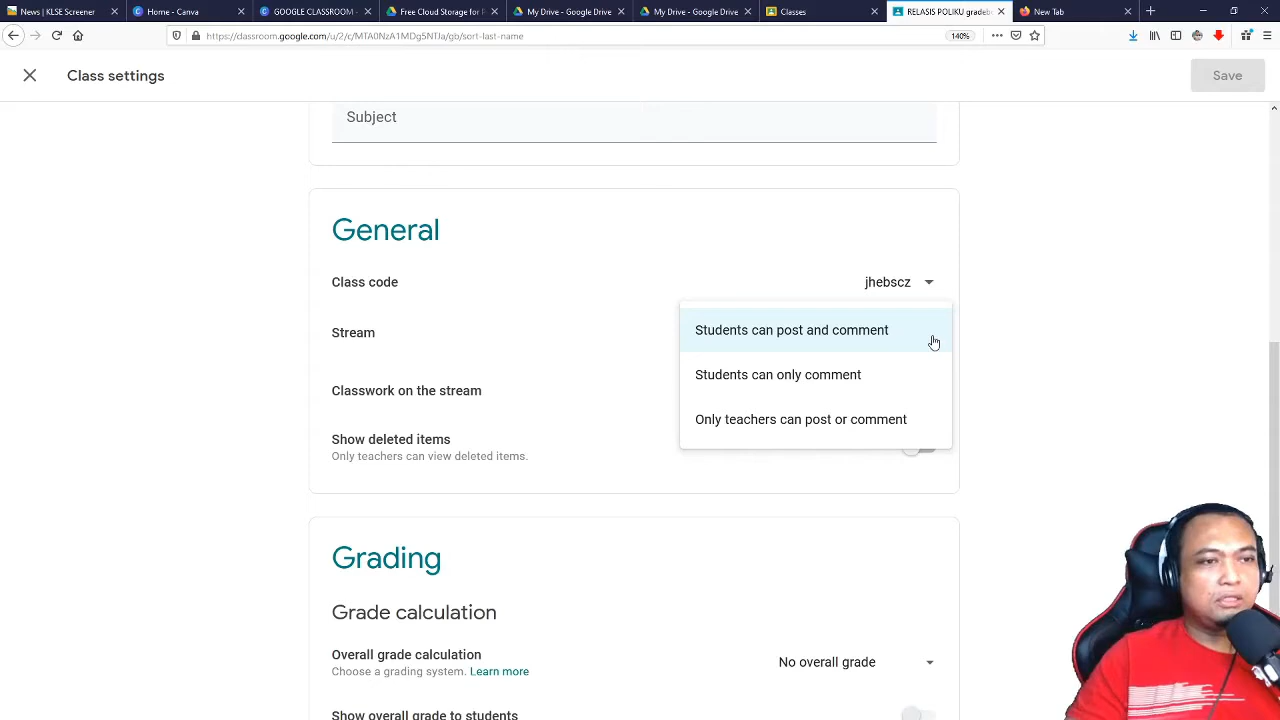 News | KLSE Screener
Home - Canva
GOOGLE CLASSROOM -
Free Cloud Storage for
My Drive - Google Drive
My Drive - Google Drive
Classes
RELASIS POLIKU gradeb
New Tab
https://classroom.google.com/u/2/c/MTA0NzA1MDg5NTJa/gb/sort-last-name
140%
Class settings
Save
Subject
General
Class code
jhebscz
Stream
Students can post and comment
Students can only comment
Only teachers can post or comment
Classwork on the stream
Show deleted items
Only teachers can view deleted items.
Grading
Grade calculation
Overall grade calculation
Choose a grading system. Learn more
No overall grade
Show overall grade to students